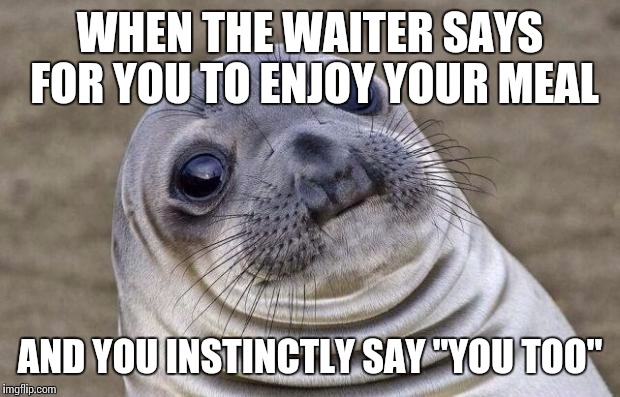 WHEN THE WAITER SAYS
FOR YOU TO ENJOY YOUR MEAL
AND YOU INSTINCTLY SAY "YOU TOO"
imgflip.com